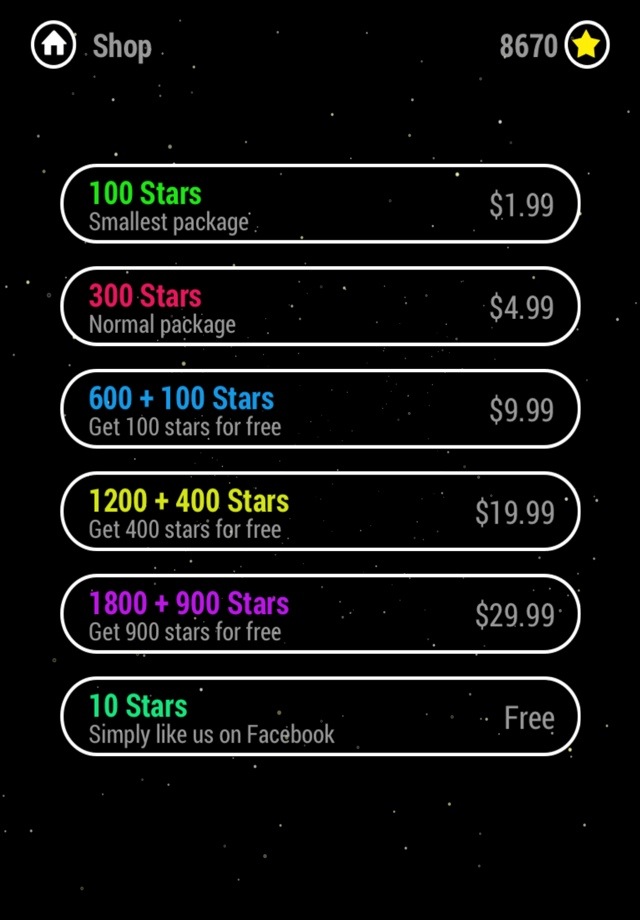 Shop
8670
100 Stars
Smallest package
$1.99
300 Stars
Normal package
$4.99
600 + 100 Stars
Get 100 stars for free
$9.99
1200 + 400 Stars
Get 400 stars for free
$19.99
1800 + 900 Stars
Get 900 stars for free
$29.99
10 Stars
Simply like us on Facebook
Free